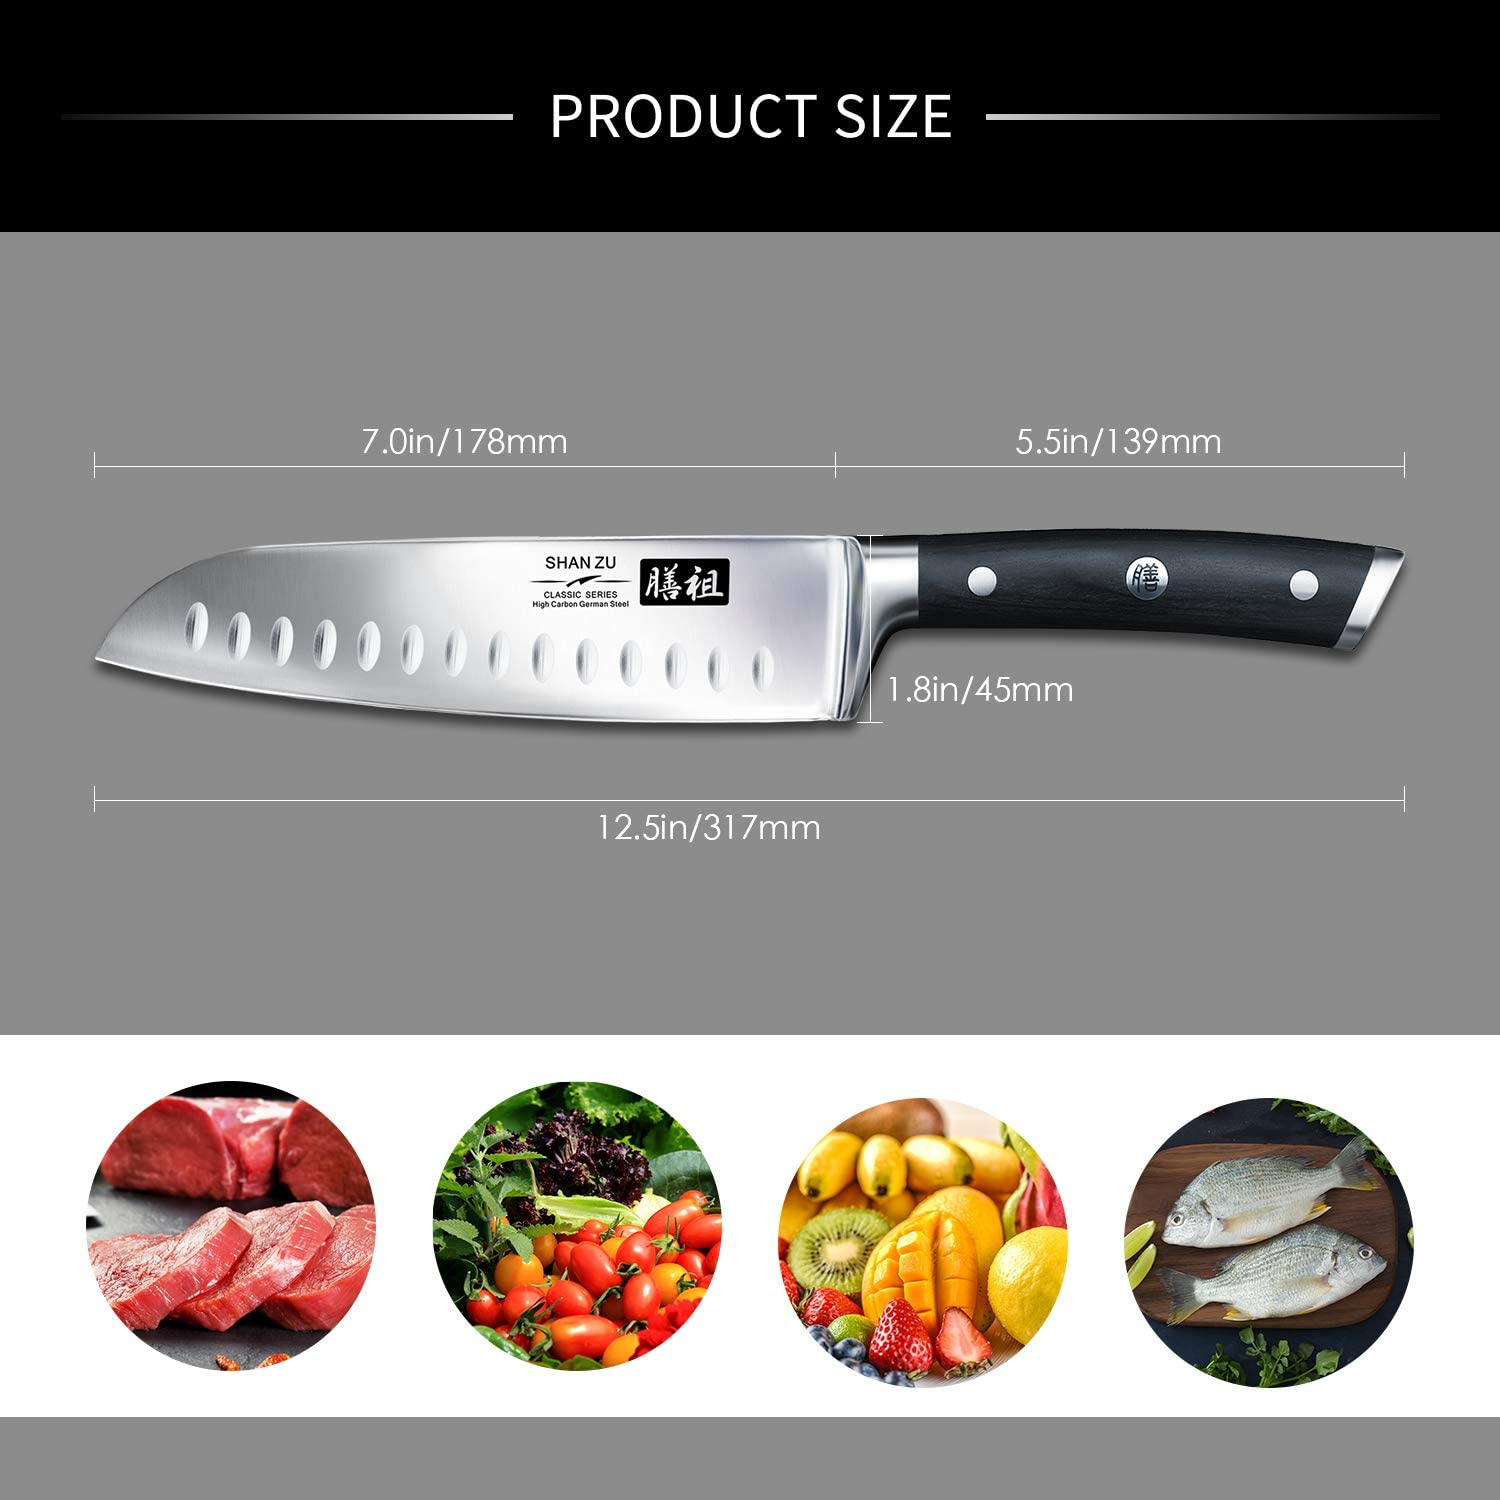 PRODUCT SIZE
7.0in/178mm
5.5in/139mm
SHAN ZU
CLASSIC SERIES
High Carbon German Steel
膳祖
膳
1.8in/45mm
12.5in/317mm